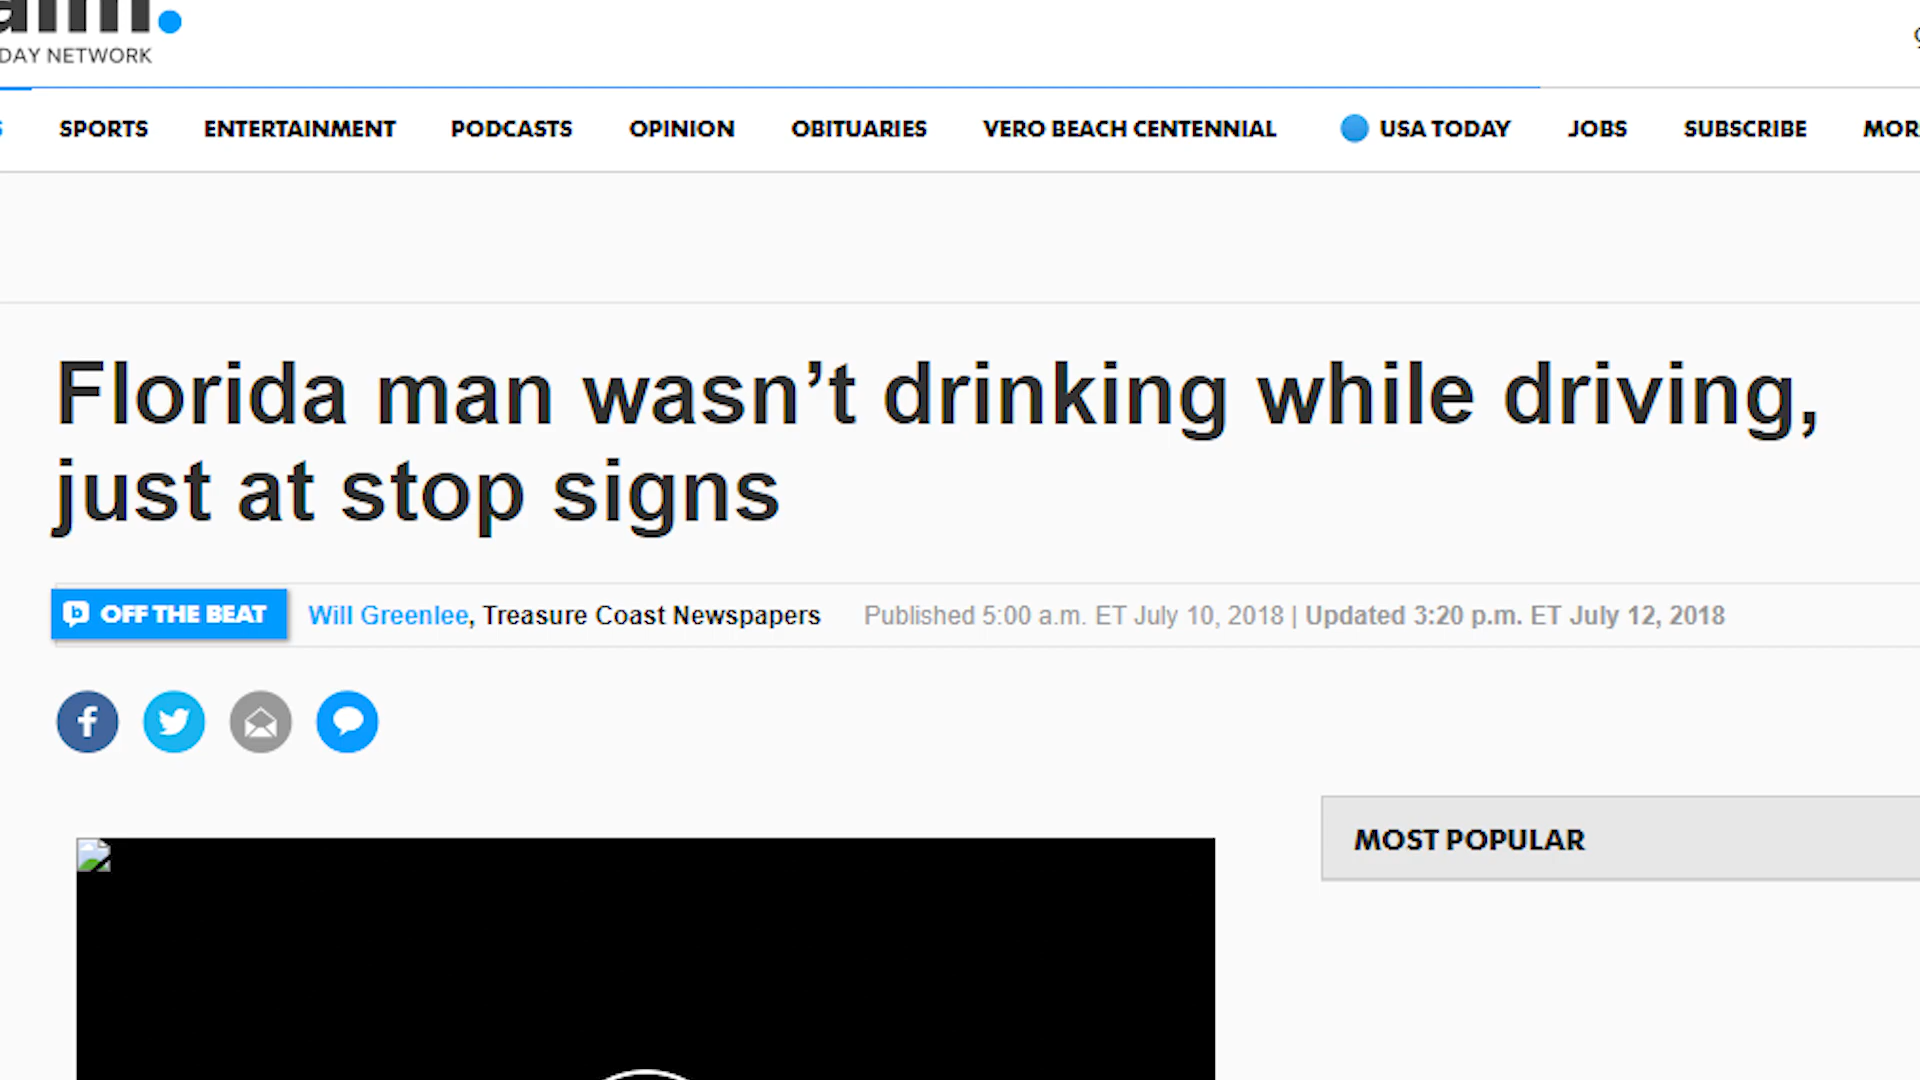 DAY NETWORK
SPORTS ENTERTAINMENT PODCASTS OPINION OBITUARIES VERO BEACH CENTENNIAL USA TODAY JOBS SUBSCRIBE MOR
Florida man wasn’t drinking while driving,
just at stop signs
OFF THE BEAT Will Greenlee, Treasure Coast Newspapers Published 5:00 a.m. ET July 10, 2018 | Updated 3:20 p.m. ET July 12, 2018
MOST POPULAR